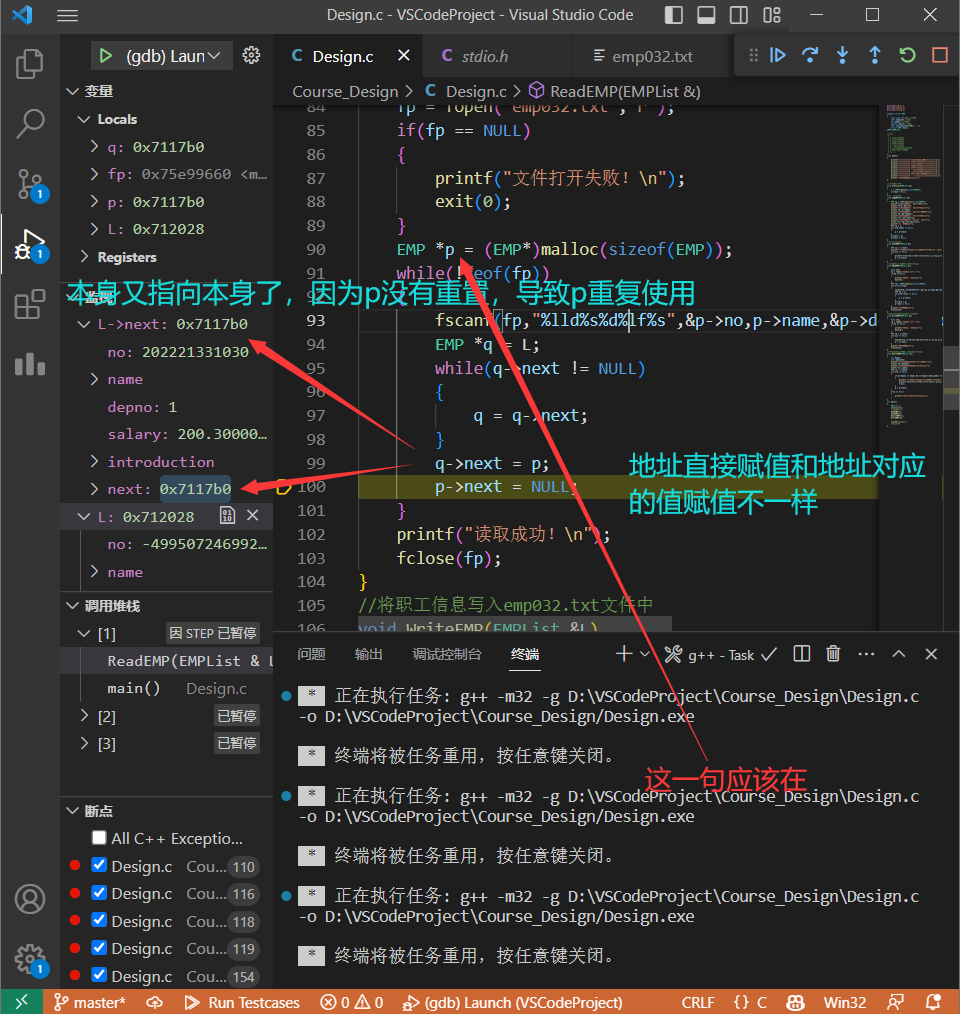 Design.c - VSCodeProject - Visual Studio Code
(gdb) Laun
Design.c
stdio.h
emp032.txt
Course_Design > Design.c > ReadEMP(EMPList &)
变量
Locals
q: 0x7117b0
fp: 0x75e99660 <m...
p: 0x7117b0
L: 0x712028
Registers
本身又指向本身了，因为p没有重置，导致p重复使用
L->next: 0x7117b0
no: 202221331030
name
depno: 1
salary: 200.30000...
introduction
next: 0x7117b0
L: 0x712028
no: -499507246992...
name
调用堆栈
[1] 因 STEP 已暂停
ReadEMP(EMPList & L
main() Design.c
[2] 已暂停
[3] 已暂停
断点
All C++ Exceptio...
Design.c Cou... 110
Design.c Cou... 116
Design.c Cou... 118
Design.c Cou... 119
Design.c Cou... 154
85 if(fp == NULL)
86 {
87 printf("文件打开失败！\n");
88 exit(0);
89 }
90 EMP *p = (EMP*)malloc(sizeof(EMP));
91 while(!feof(fp))
93 fscanf(fp,"%lld%s%d%lf%s",&p->no,p->name,&p->d
94 EMP *q = L;
95 while(q->next != NULL)
96 {
97 q = q->next;
98 }
99 q->next = p;
100 p->next = NULL;
101 }
102 printf("读取成功！\n");
103 fclose(fp);
104 }
105 //将职工信息写入emp032.txt文件中
106 void WriteEMP(EMPList &L)
地址直接赋值和地址对应
的值赋值不一样
问题 输出 调试控制台 终端
g++ - Task
* 正在执行任务: g++ -m32 -g D:\VSCodeProject\Course_Design\Design.c
-o D:\VSCodeProject\Course_Design/Design.exe
* 终端将被任务重用，按任意键关闭。
这一句应该在
* 正在执行任务: g++ -m32 -g D:\VSCodeProject\Course_Design\Design.c
-o D:\VSCodeProject\Course_Design/Design.exe
* 终端将被任务重用，按任意键关闭。
* 正在执行任务: g++ -m32 -g D:\VSCodeProject\Course_Design\Design.c
-o D:\VSCodeProject\Course_Design/Design.exe
* 终端将被任务重用，按任意键关闭。
master* Run Testcases 0 0 (gdb) Launch (VSCodeProject) CRLF {} C Win32